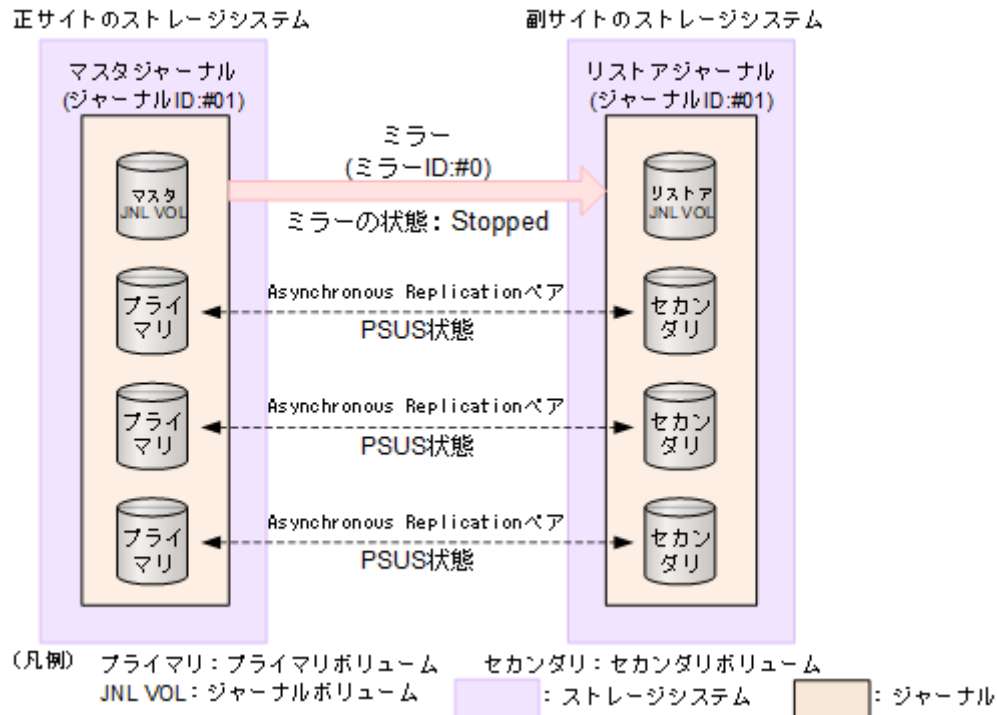 正サイトのストレージシステム
副サイトのストレージシステム
マスタジャーナル
(ジャーナルID:#01)
リストアジャーナル
(ジャーナルID:#01)
ミラー
(ミラーID:#0)
マスタ
JNL VOL
リストア
JNL VOL
ミラーの状態：Stopped
プライ
マリ
Asynchronous Replicationペア
PSUS状態
セカン
ダリ
プライ
マリ
Asynchronous Replicationペア
PSUS状態
セカン
ダリ
プライ
マリ
Asynchronous Replicationペア
PSUS状態
セカン
ダリ
(凡例) プライマリ：プライマリボリューム セカンダリ：セカンダリボリューム
JNL VOL：ジャーナルボリューム ：ストレージシステム ：ジャーナル